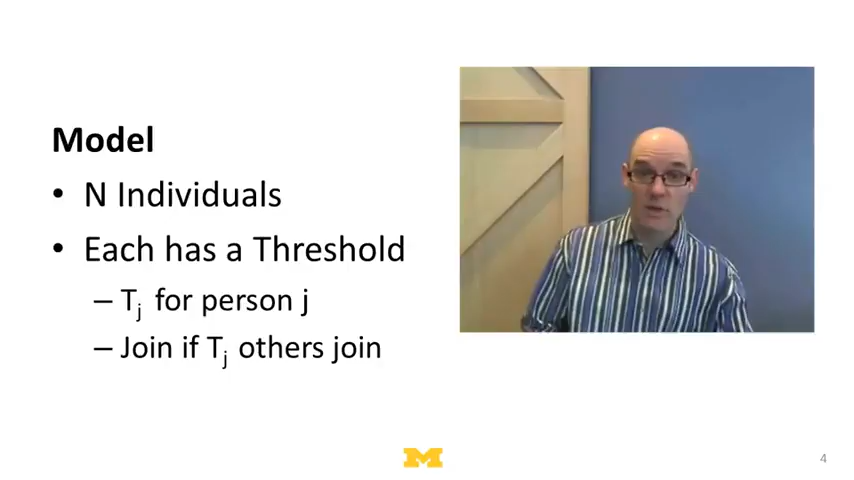 Model
• N Individuals
• Each has a Threshold
– Tj for person j
– Join if Tj others join
M
4